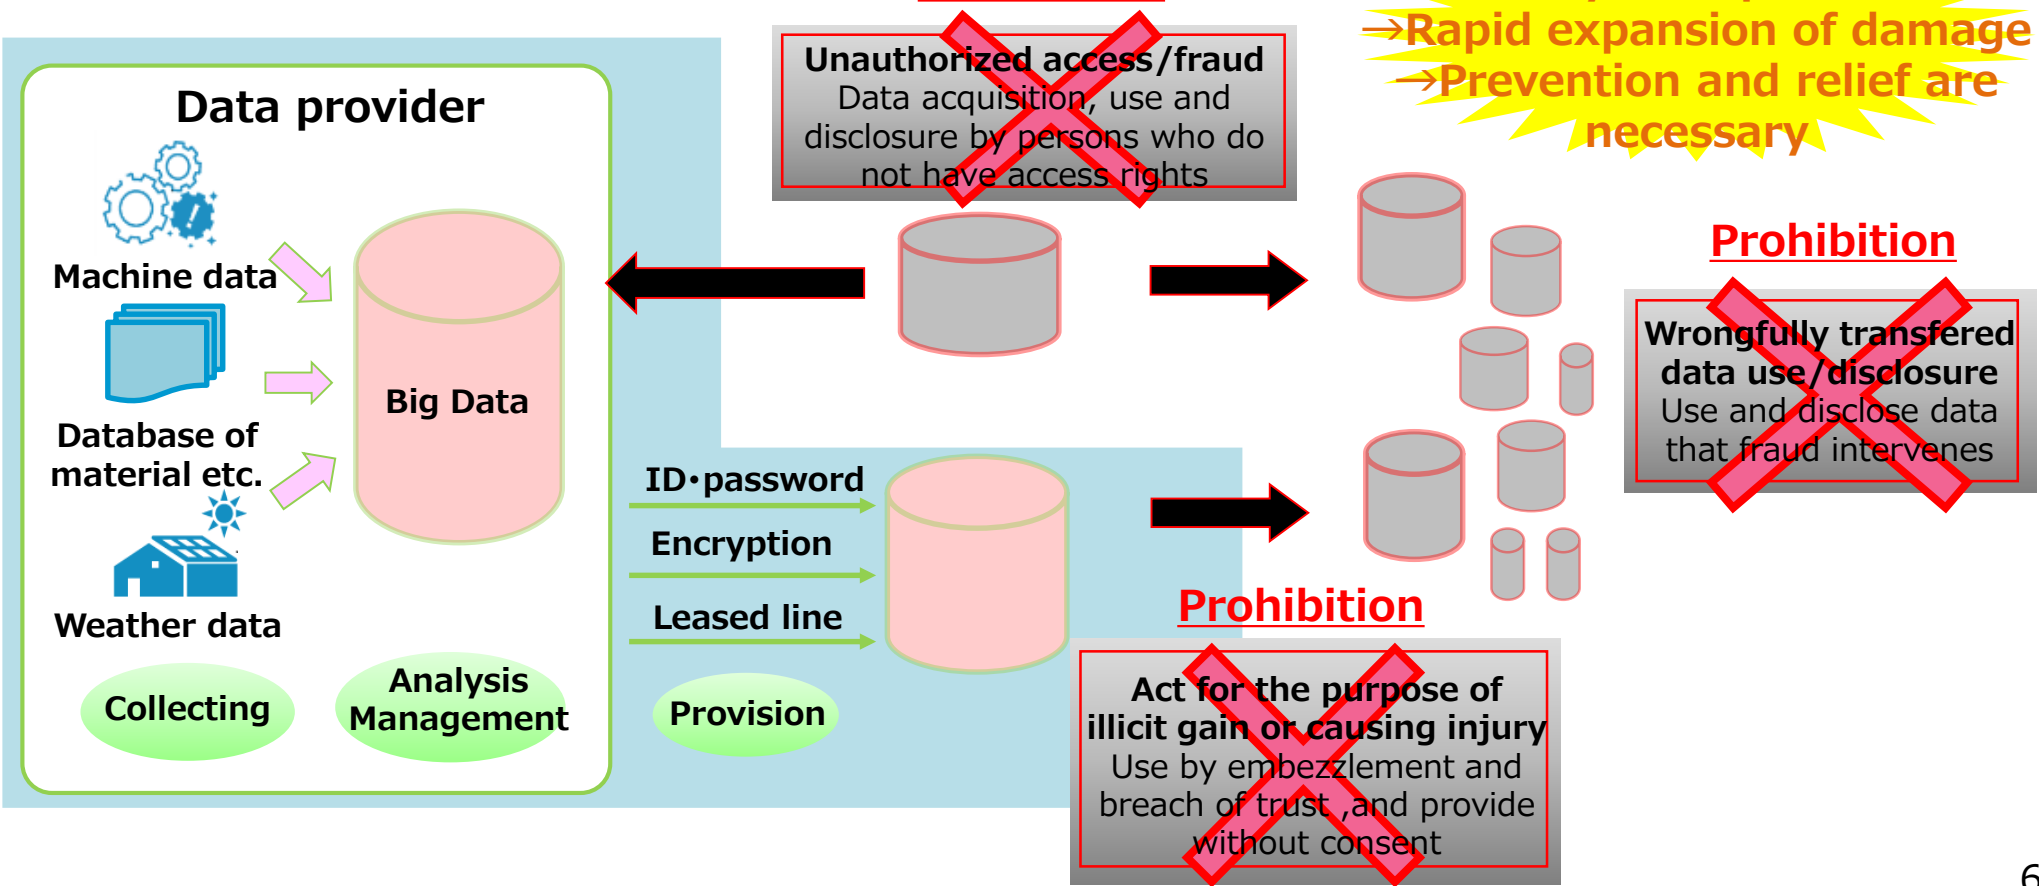 →Rapid expansion of damage
→Prevention and relief are
necessary
Unauthorized access/fraud
Data acquisition, use and
disclosure by persons who do
not have access rights
Data provider
Machine data
Database of
material etc.
Weather data
Big Data
Collecting
Analysis
Management
ID・password
Encryption
Leased line
Provision
Prohibition
Wrongfully transfered
data use/disclosure
Use and disclose data
that fraud intervenes
Prohibition
Act for the purpose of
illicit gain or causing injury
Use by embezzlement and
breach of trust ,and provide
without consent
6